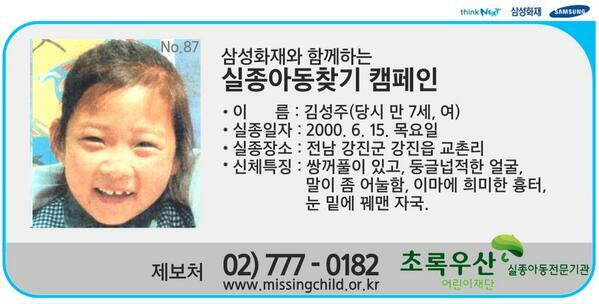 think NEXT 삼성화재 SAMSUNG
No.87
삼성화재와 함께하는
실종아동찾기 캠페인
• 이 름 : 김성주(당시 만 7세, 여)
• 실종일자 : 2000. 6. 15. 목요일
• 실종장소 : 전남 강진군 강진읍 교촌리
• 신체특징 : 쌍꺼풀이 있고, 둥글넙적한 얼굴,
말이 좀 어눌함, 이마에 희미한 흉터,
눈 밑에 꿰맨 자국.
제보처 02) 777 - 0182
www.missingchild.or.kr
초록우산
어린이재단
실종아동전문기관